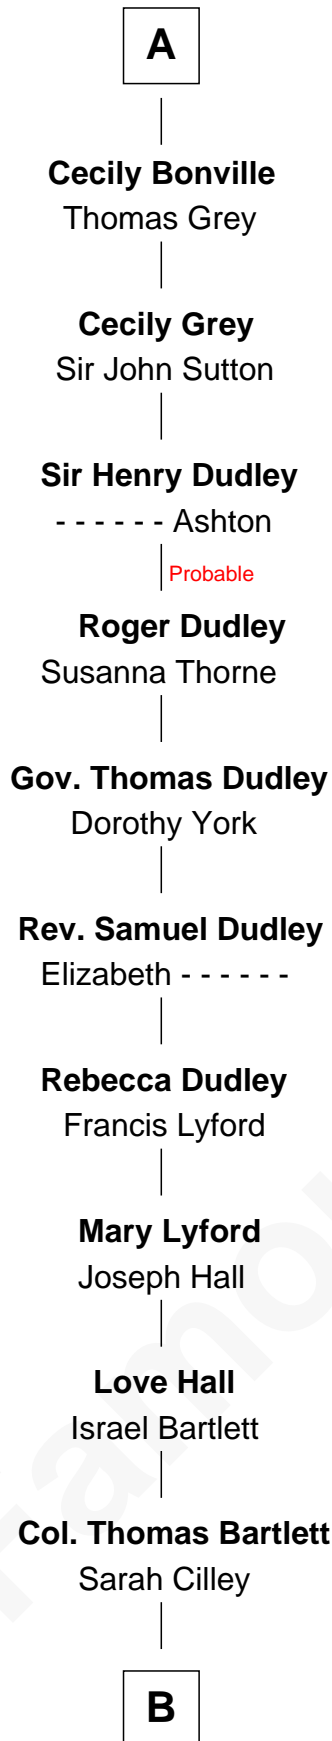 A
Cecily Bonville
Thomas Grey
Cecily Grey
Sir John Sutton
Sir Henry Dudley
- - - - - - Ashton
Probable
Roger Dudley
Susanna Thorne
Gov. Thomas Dudley
Dorothy York
Rev. Samuel Dudley
Elizabeth - - - - - -
Rebecca Dudley
Francis Lyford
Mary Lyford
Joseph Hall
Love Hall
Israel Bartlett
Col. Thomas Bartlett
Sarah Cilley
B